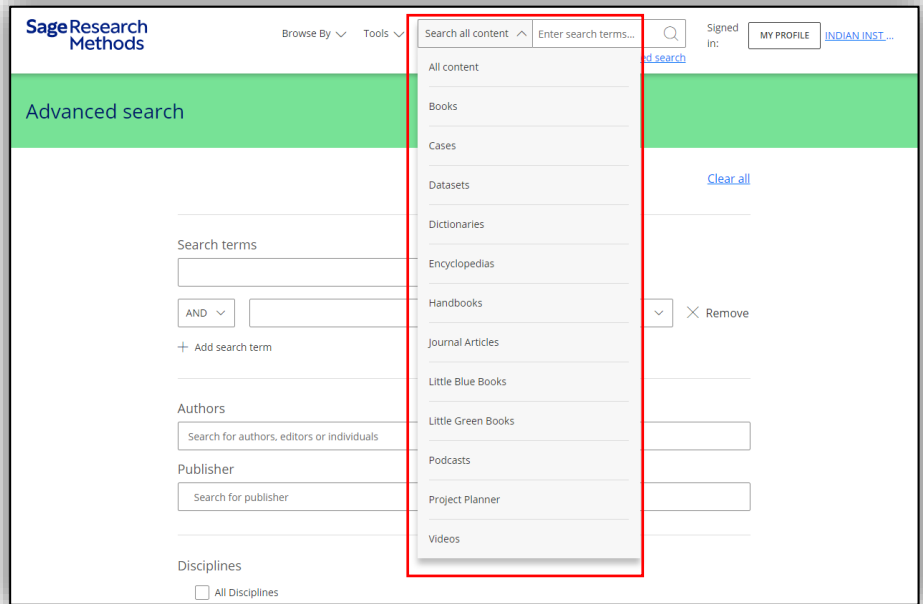 Sage Research
Methods
Browse By
Tools
Search all content
Enter search terms...
Signed
in:
MY PROFILE
INDIAN INST ...
ed search
Advanced search
All content
Books
Cases
Datasets
Dictionaries
Encyclopedias
Handbooks
Journal Articles
Little Blue Books
Little Green Books
Podcasts
Project Planner
Videos
Clear all
Search terms
AND
Remove
Add search term
Authors
Search for authors, editors or individuals
Publisher
Search for publisher
Disciplines
All Disciplines